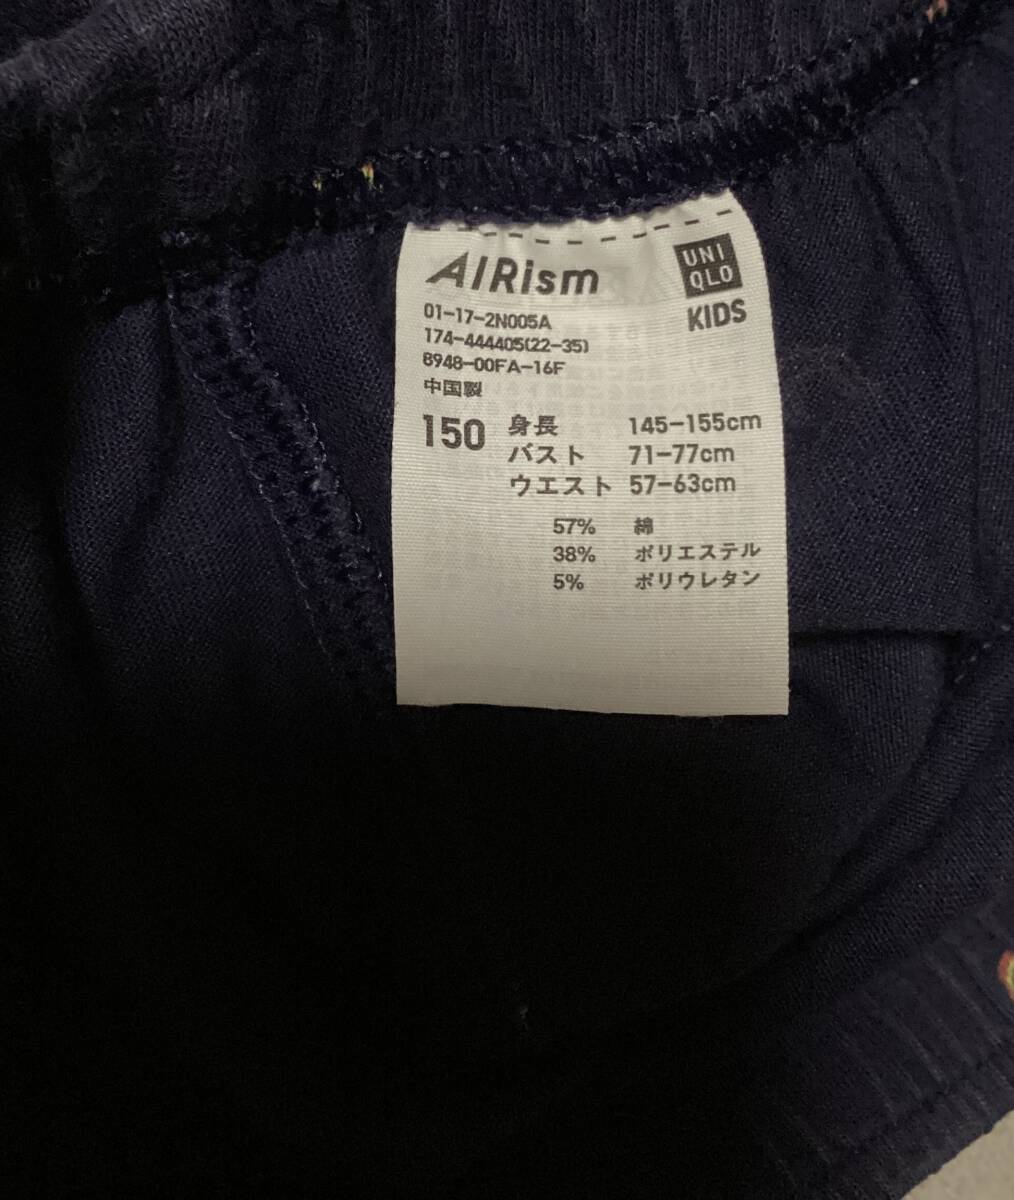 AIRism
UNI
QLO
KIDS
01-17-2N005A
174-444405(22-35)
8948-00FA-16F
中国製
150 身長 145-155cm
バスト 71-77cm
ウエスト 57-63cm
57% 綿
38% ポリエステル
5% ポリウレタン